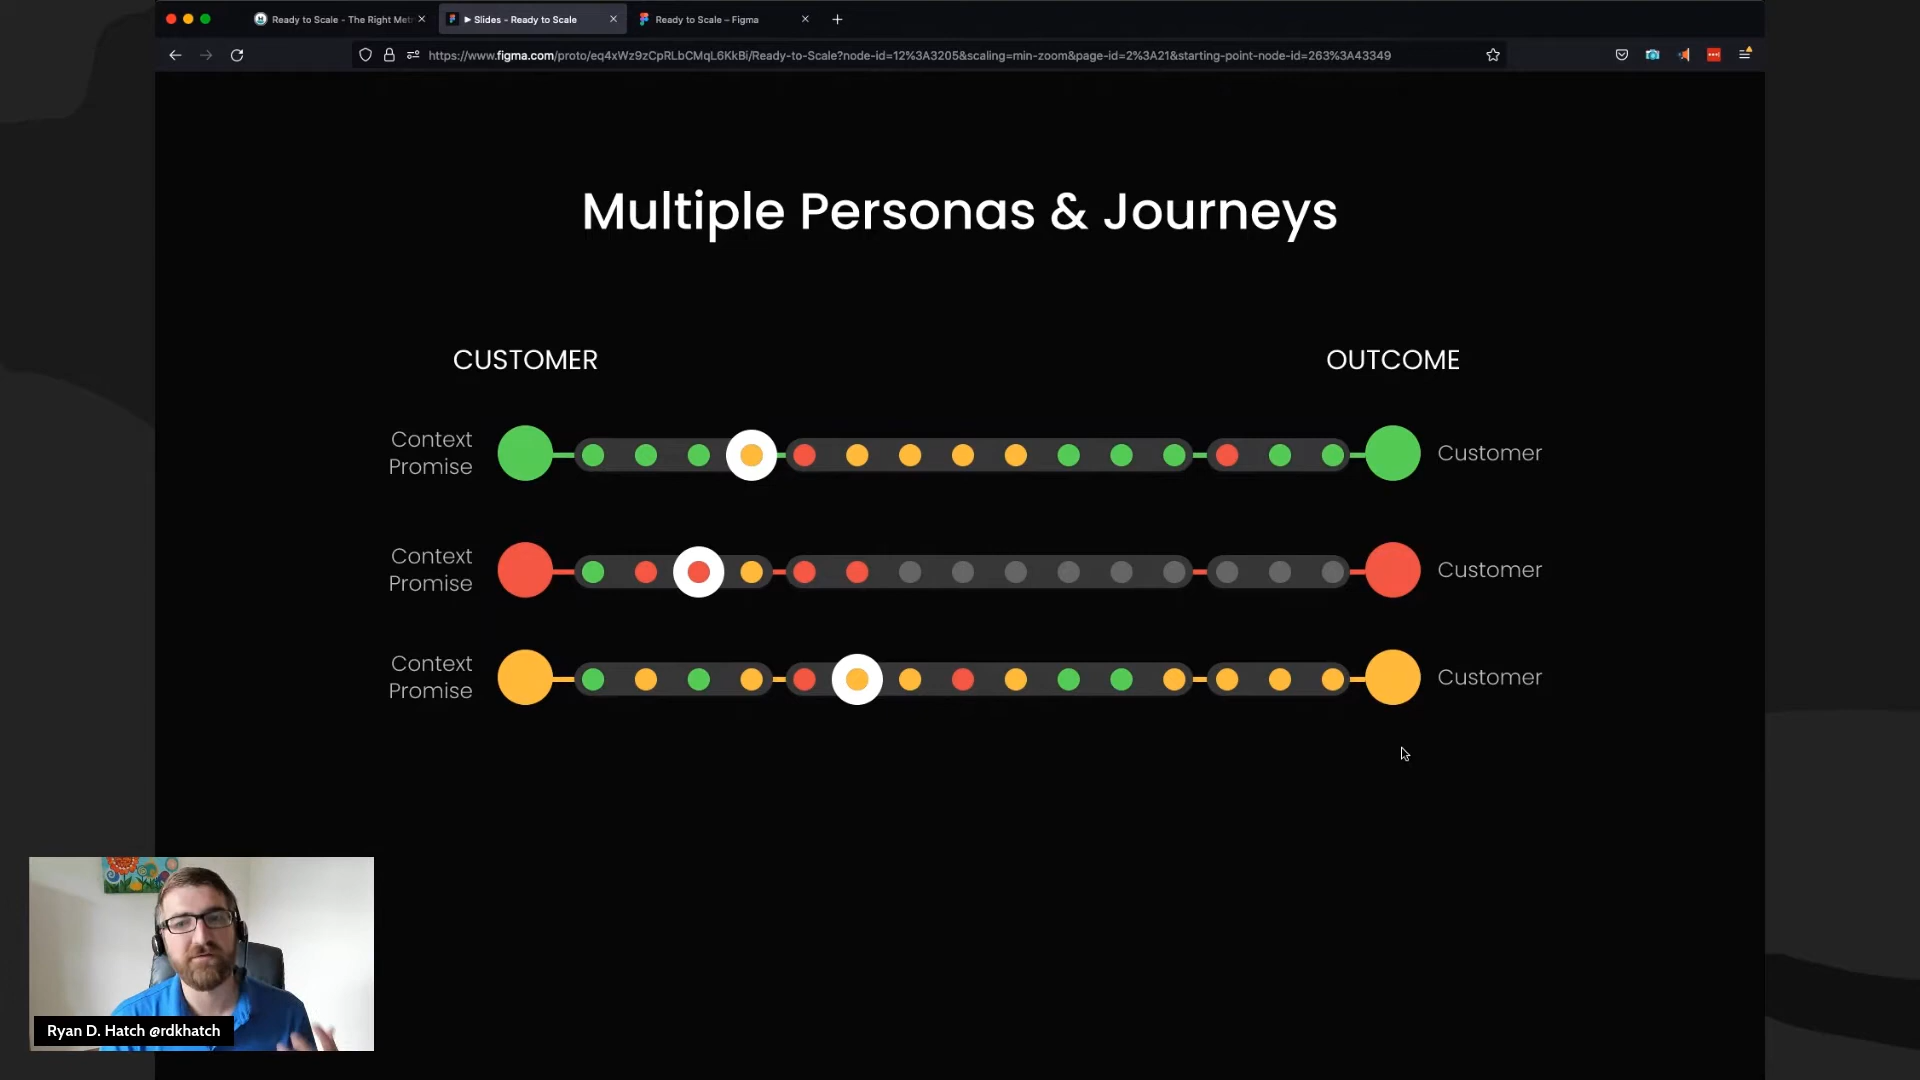 Ready to Scale - The Right Met
▶ Slides - Ready to Scale
Ready to Scale – Figma
https://www.figma.com/proto/eq4xWz9zCpRLbCMqL6KkBi/Ready-to-Scale?node-id=12%3A3205&scaling=min-zoom&page-id=2%3A21&starting-point-node-id=263%3A43349
Multiple Personas & Journeys
CUSTOMER
OUTCOME
Context
Promise
Customer
Context
Promise
Customer
Context
Promise
Customer
Ryan D. Hatch @rdkhatch